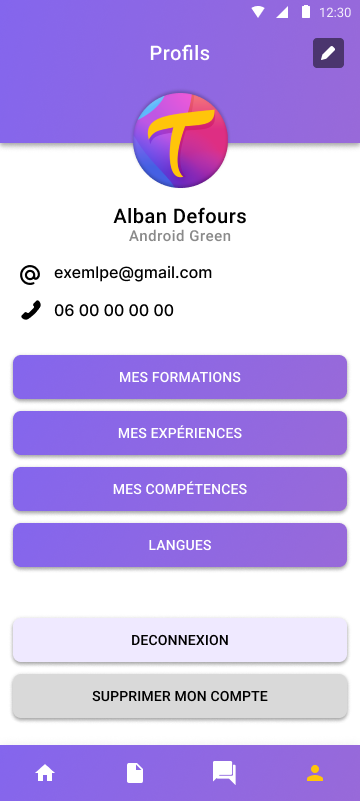 12:30
Profils
T
Alban Defours
Android Green
exemlpe@gmail.com
06 00 00 00 00
MES FORMATIONS
MES EXPÉRIENCES
MES COMPÉTENCES
LANGUES
DECONNEXION
SUPPRIMER MON COMPTE